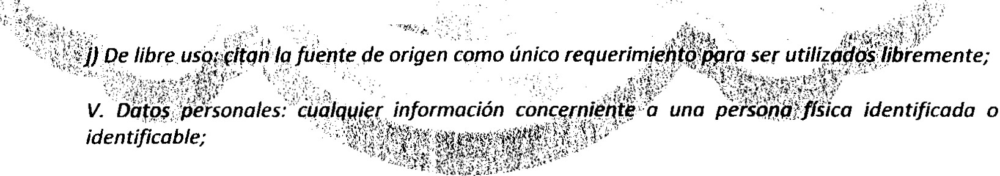 j) De libre uso: citan la fuente de origen como único requerimiento para ser utilizados libremente;
V. Datos personales: cualquier información concerniente a una persona física identificada o
identificable;